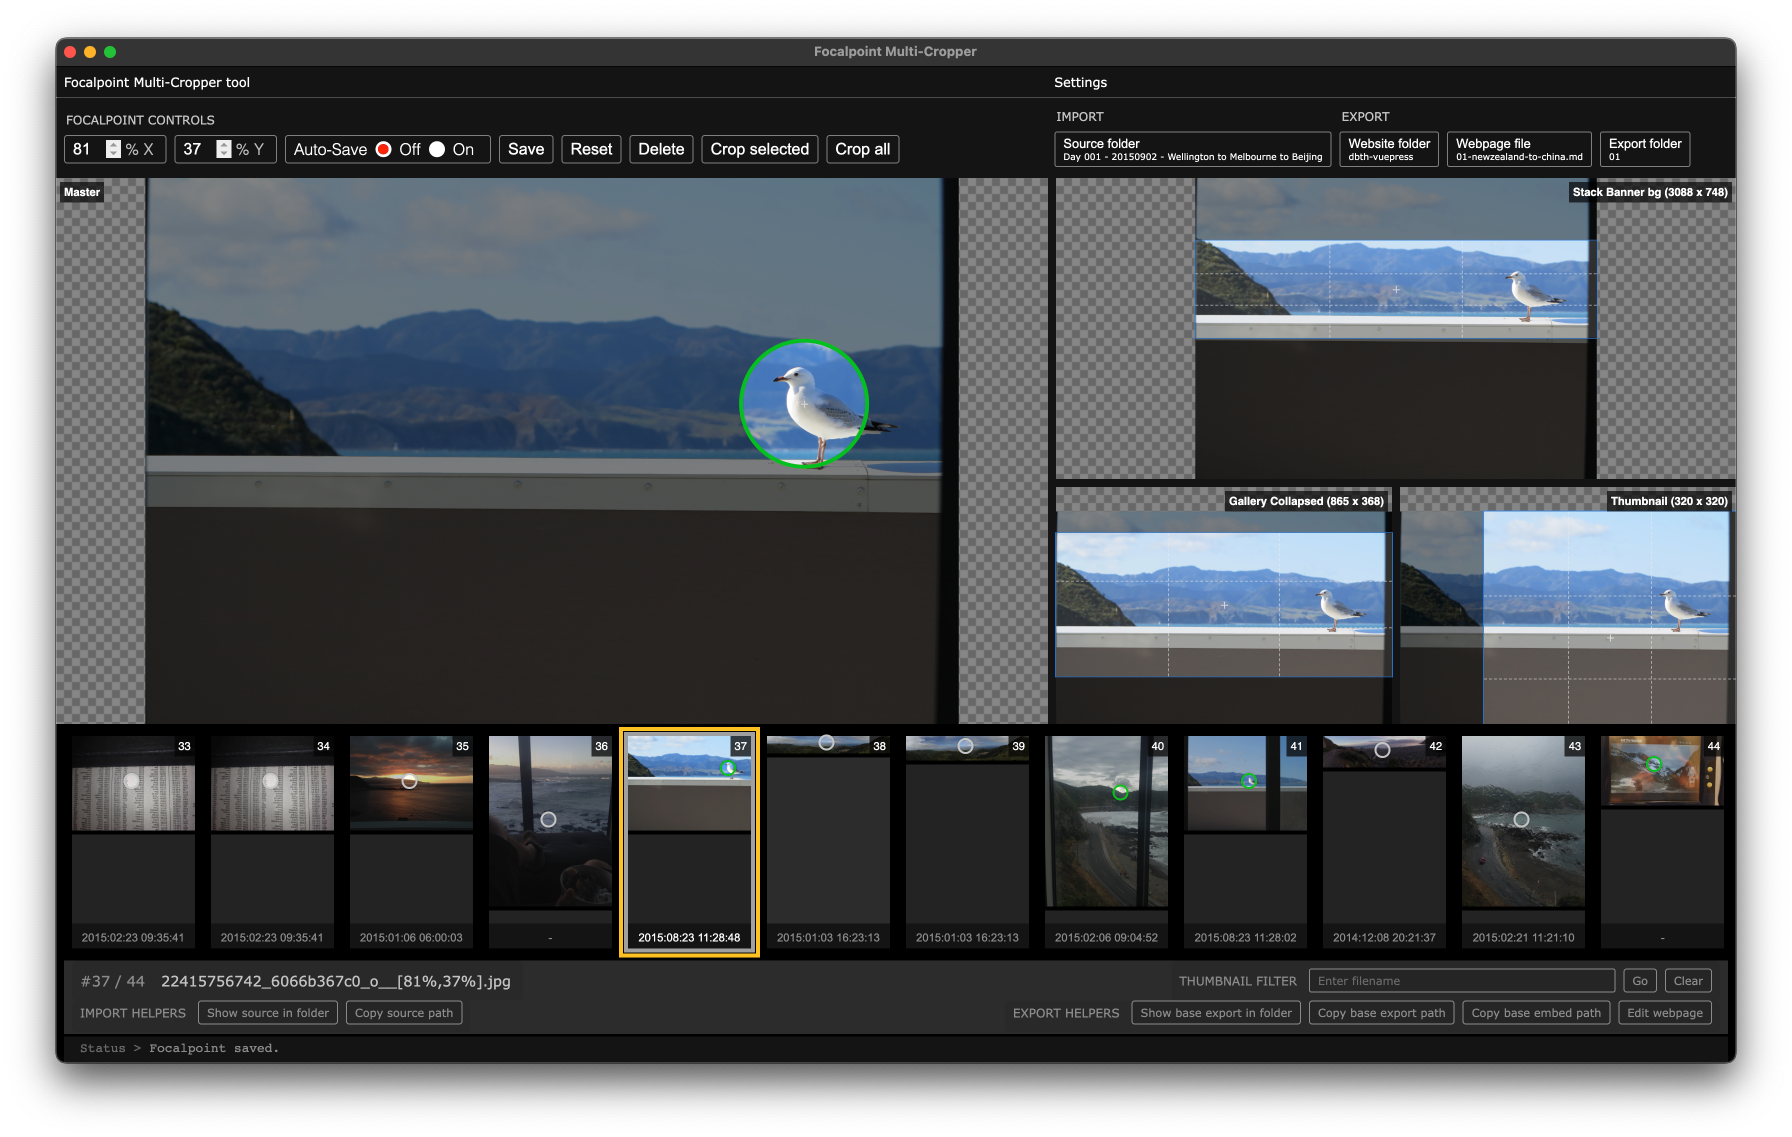 Focalpoint Multi-Cropper
Focalpoint Multi-Cropper tool
Settings
FOCALPOINT CONTROLS
81 % X
37 % Y
Auto-Save Off On
Save
Reset
Delete
Crop selected
Crop all
IMPORT
Source folder
Day 001 - 20150902 - Wellington to Melbourne to Beijing
EXPORT
Website folder
dbth-vuepress
Webpage file
01-newzealand-to-china.md
Export folder
01
Master
Stack Banner bg (3088 x 748)
Gallery Collapsed (865 x 368)
Thumbnail (320 x 320)
33
34
35
36
37
38
39
40
41
42
43
44
2015:02:23 09:35:41
2015:02:23 09:35:41
2015:01:06 06:00:03
-
2015:08:23 11:28:48
2015:01:03 16:23:13
2015:01:03 16:23:13
2015:02:06 09:04:52
2015:08:23 11:28:02
2014:12:08 20:21:37
2015:02:21 11:21:10
-
#37 / 44 22415756742_6066b367c0_o__[81%,37%].jpg
THUMBNAIL FILTER Enter filename Go Clear
IMPORT HELPERS Show source in folder Copy source path
EXPORT HELPERS Show base export in folder Copy base export path Copy base embed path Edit webpage
Status > Focalpoint saved.